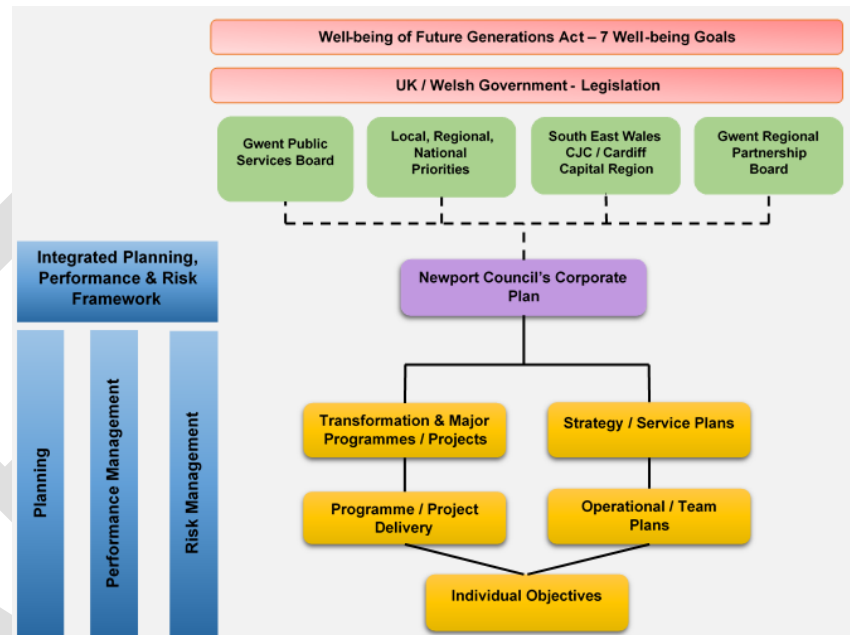 Well-being of Future Generations Act – 7 Well-being Goals
UK / Welsh Government - Legislation
Gwent Public
Services Board
Local, Regional,
National
Priorities
South East Wales
CJC / Cardiff
Capital Region
Gwent Regional
Partnership
Board
Integrated Planning,
Performance & Risk
Framework
Newport Council's Corporate
Plan
Planning
Performance Management
Risk Management
Transformation & Major
Programmes / Projects
Strategy / Service Plans
Programme / Project
Delivery
Operational / Team
Plans
Individual Objectives